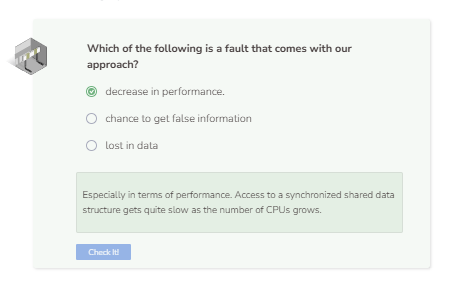 Which of the following is a fault that comes with our
approach?
decrease in performance.
chance to get false information
lost in data
Especially in terms of performance. Access to a synchronized shared data
structure gets quite slow as the number of CPUs grows.
Check It!